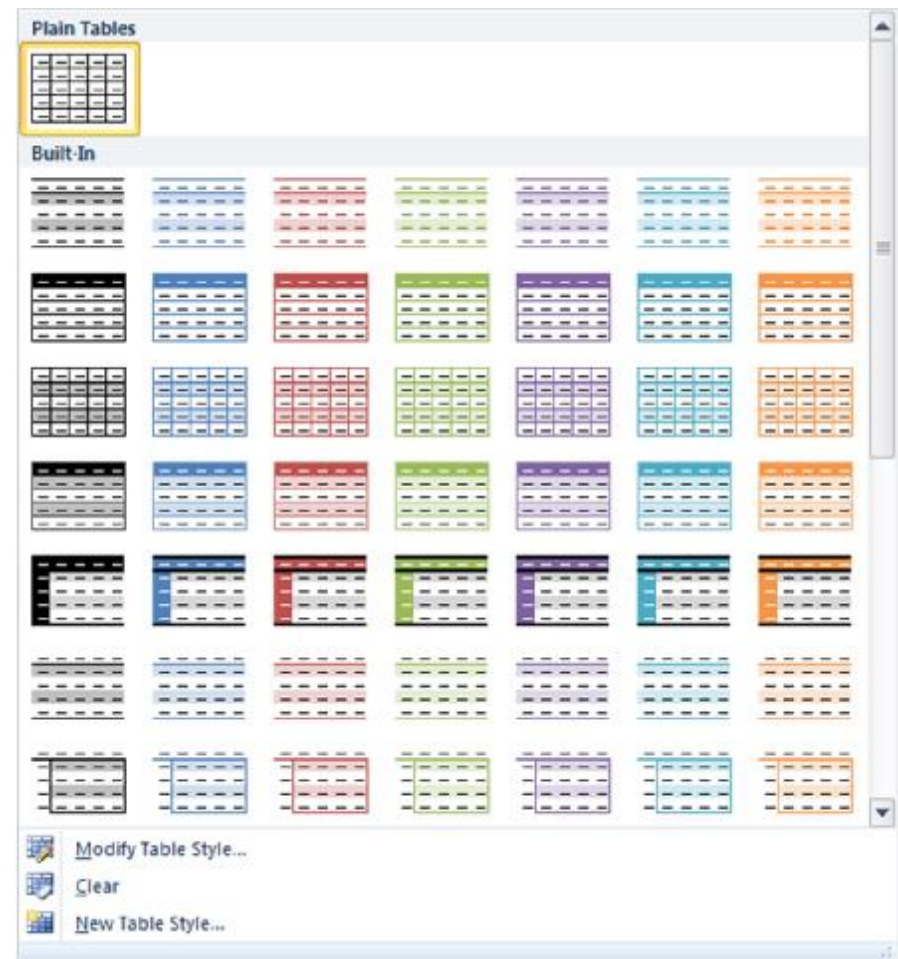 Plain Tables
Built-In
Modify Table Style...
Clear
New Table Style...